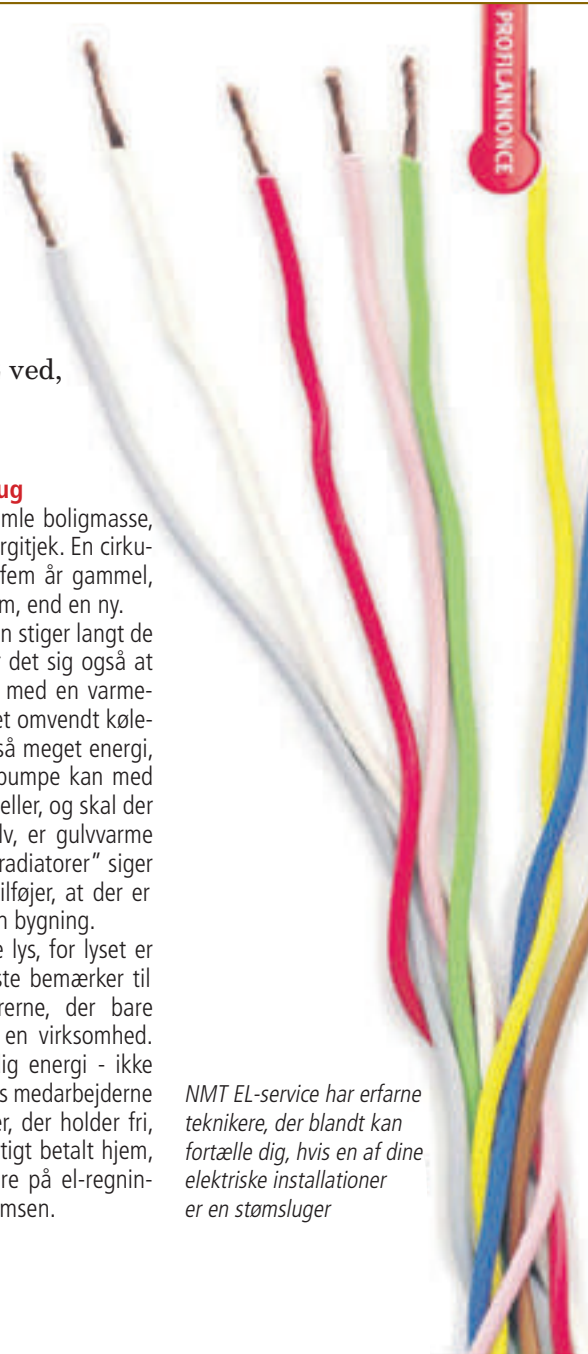 PROFILANNONCE
ved,
ug
mle boligmasse,
rgitjek. En cirku-
fem år gammel,
m, end en ny.
n stiger langt de
det sig også at
med en varme-
et omvendt køle-
så meget energi,
pumpe kan med
eller, og skal der
lv, er gulvvarme
radiatorer” siger
ilføjer, at der er
n bygning.
e lys, for lyset er
ste bemærker til
rerne, der bare
en virksomhed.
ig energi - ikke
s medarbejderne
er, der holder fri,
tigt betalt hjem,
re på el-regnin-
msen.
NMT EL-service har erfarne
teknikere, der blandt kan
fortælle dig, hvis en af dine
elektriske installationer
er en stømsluger